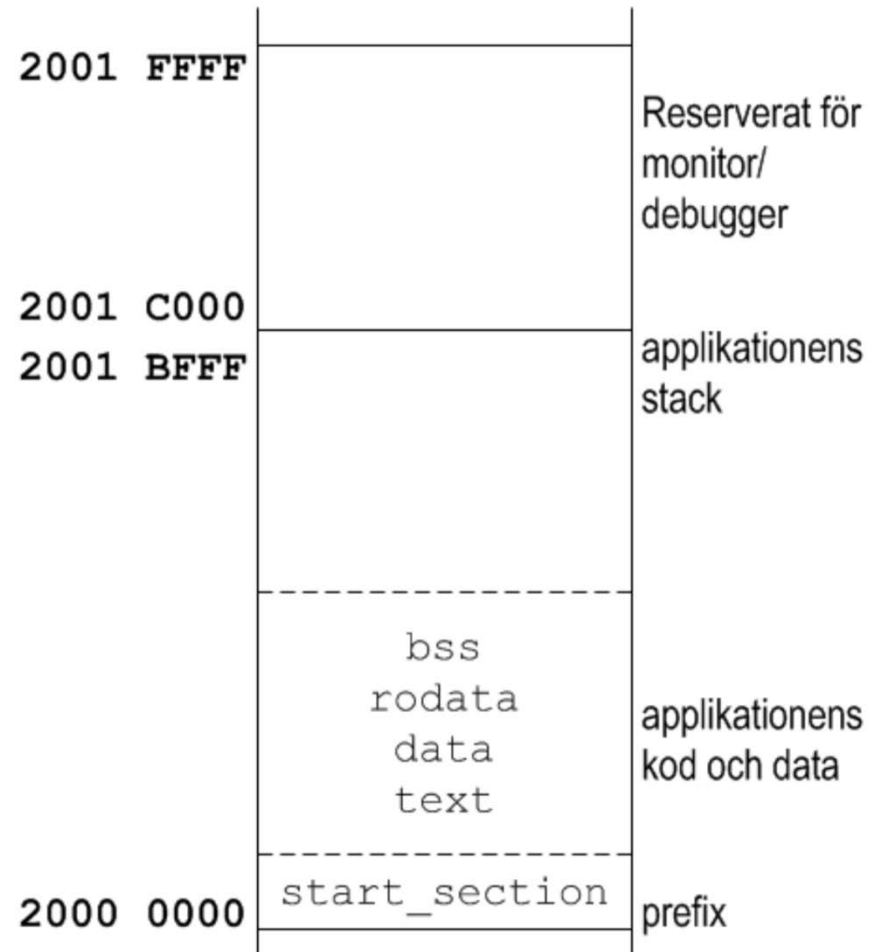 2001 FFFF
Reserverat för
monitor/
debugger
2001 C000
2001 BFFF
applikationens
stack
bss
rodata
data
text
applikationens
kod och data
start_section
2000 0000
prefix